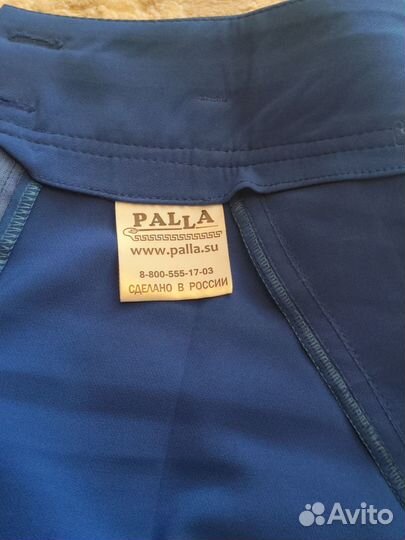 PALLA
www.palla.su
8-800-555-17-03
СДЕЛАНО В РОССИИ
Avito